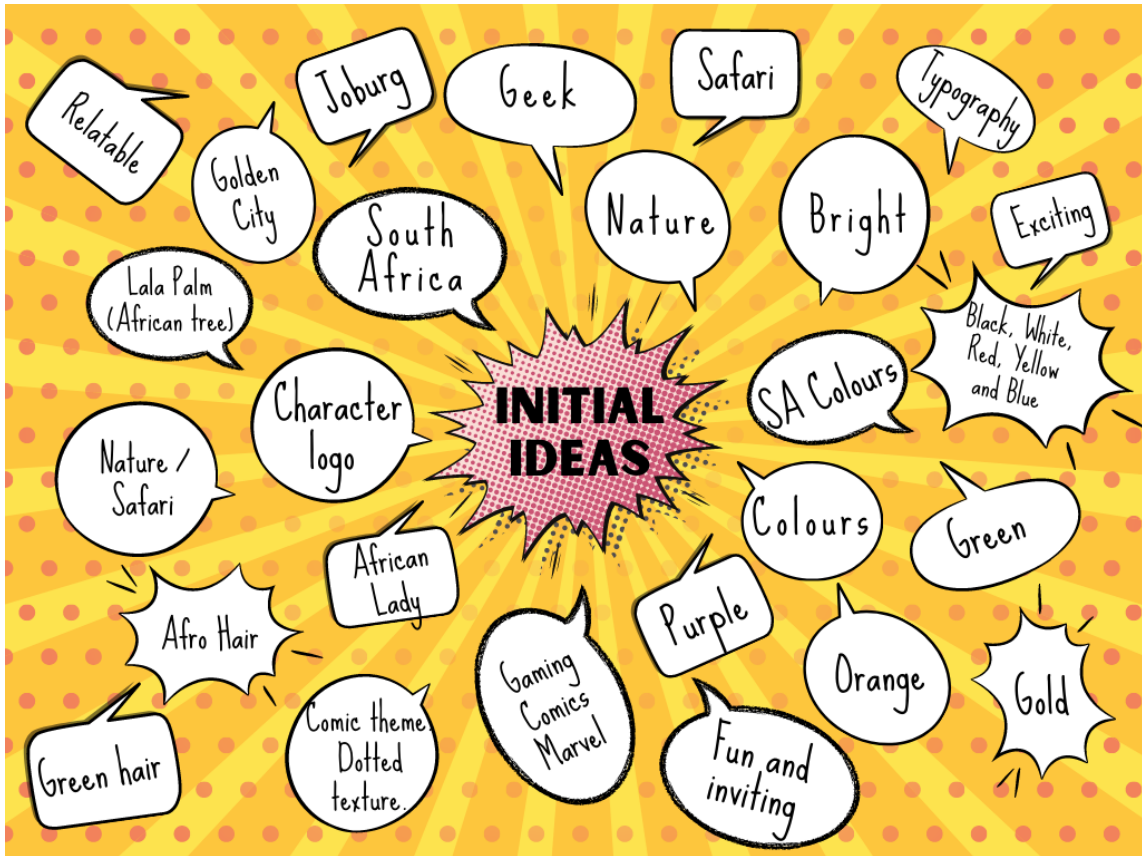 Joburg
Geek
Safari
Typography
Relatable
Golden
City
South
Africa
Nature
Bright
Exciting
Lala Palm
(African tree)
Black, White,
Red, Yellow
and Blue
SA Colours
INITIAL
IDEAS
Character
logo
Nature /
Safari
Colours
Green
African
Lady
Purple
Afro Hair
Orange
Gold
Gaming
Comics
Marvel
Green hair
Comic theme.
Dotted
texture.
Fun and
inviting